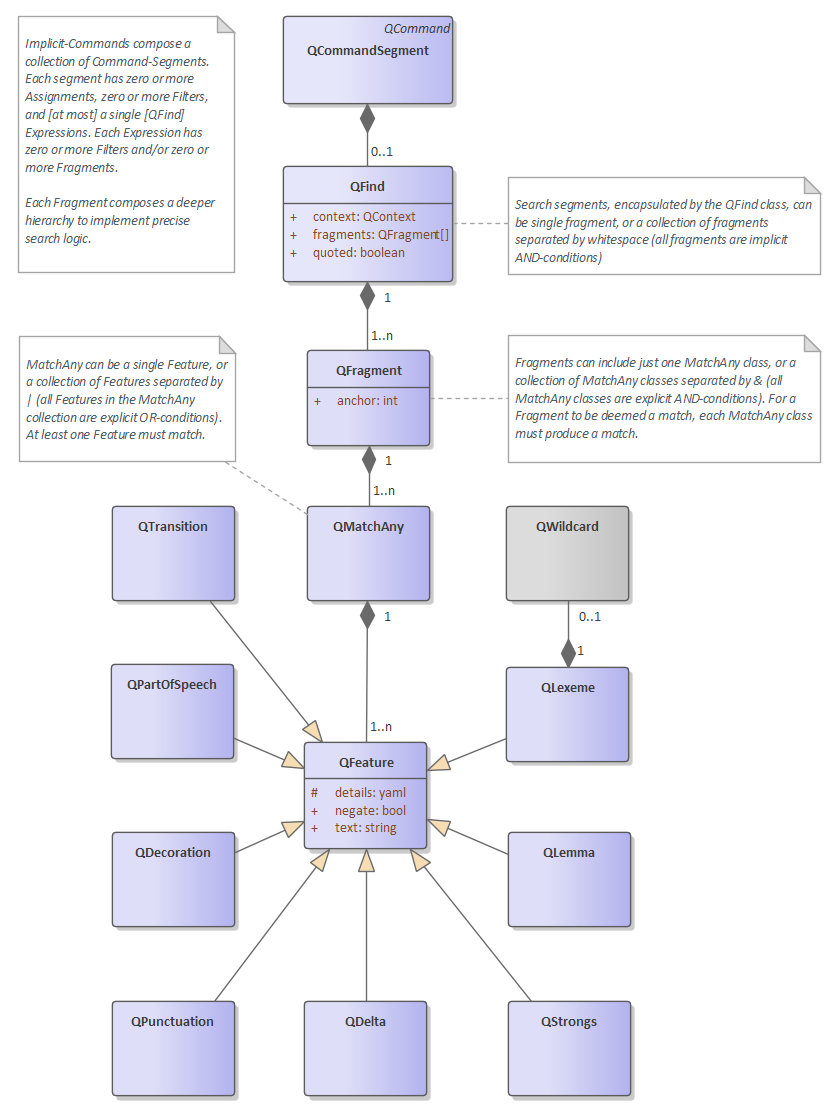 Implicit-Commands compose a
collection of Command-Segments.
Each segment has zero or more
Assignments, zero or more Filters,
and [at most] a single [QFind]
Expressions. Each Expression has
zero or more Filters and/or zero or
more Fragments.
Each Fragment composes a deeper
hierarchy to implement precise
search logic.
QCommand
QCommandSegment
0..1
QFind
+ context: QContext
+ fragments: QFragment[]
+ quoted: boolean
Search segments, encapsulated by the QFind class, can
be single fragment, or a collection of fragments
separated by whitespace (all fragments are implicit
AND-conditions)
1
1..n
MatchAny can be a single Feature, or
a collection of Features separated by
| (all Features in the MatchAny
collection are explicit OR-conditions).
At least one Feature must match.
QFragment
+ anchor: int
Fragments can include just one MatchAny class, or a
collection of MatchAny classes separated by & (all
MatchAny classes are explicit AND-conditions). For a
Fragment to be deemed a match, each MatchAny class
must produce a match.
1
1..n
QTransition
QMatchAny
QWildcard
1
0..1
1
QPartOfSpeech
QLexeme
1..n
QFeature
# details: yaml
+ negate: bool
+ text: string
QDecoration
QLemma
QPunctuation
QDelta
QStrongs